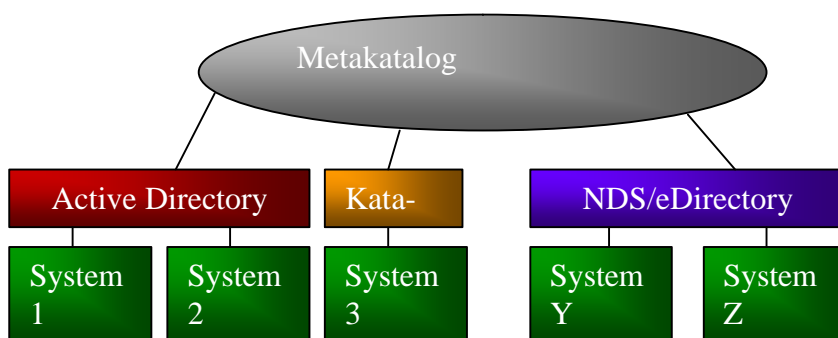 Metakatalog
Active Directory
Kata-
NDS/eDirectory
System
1
System
2
System
3
System
Y
System
Z